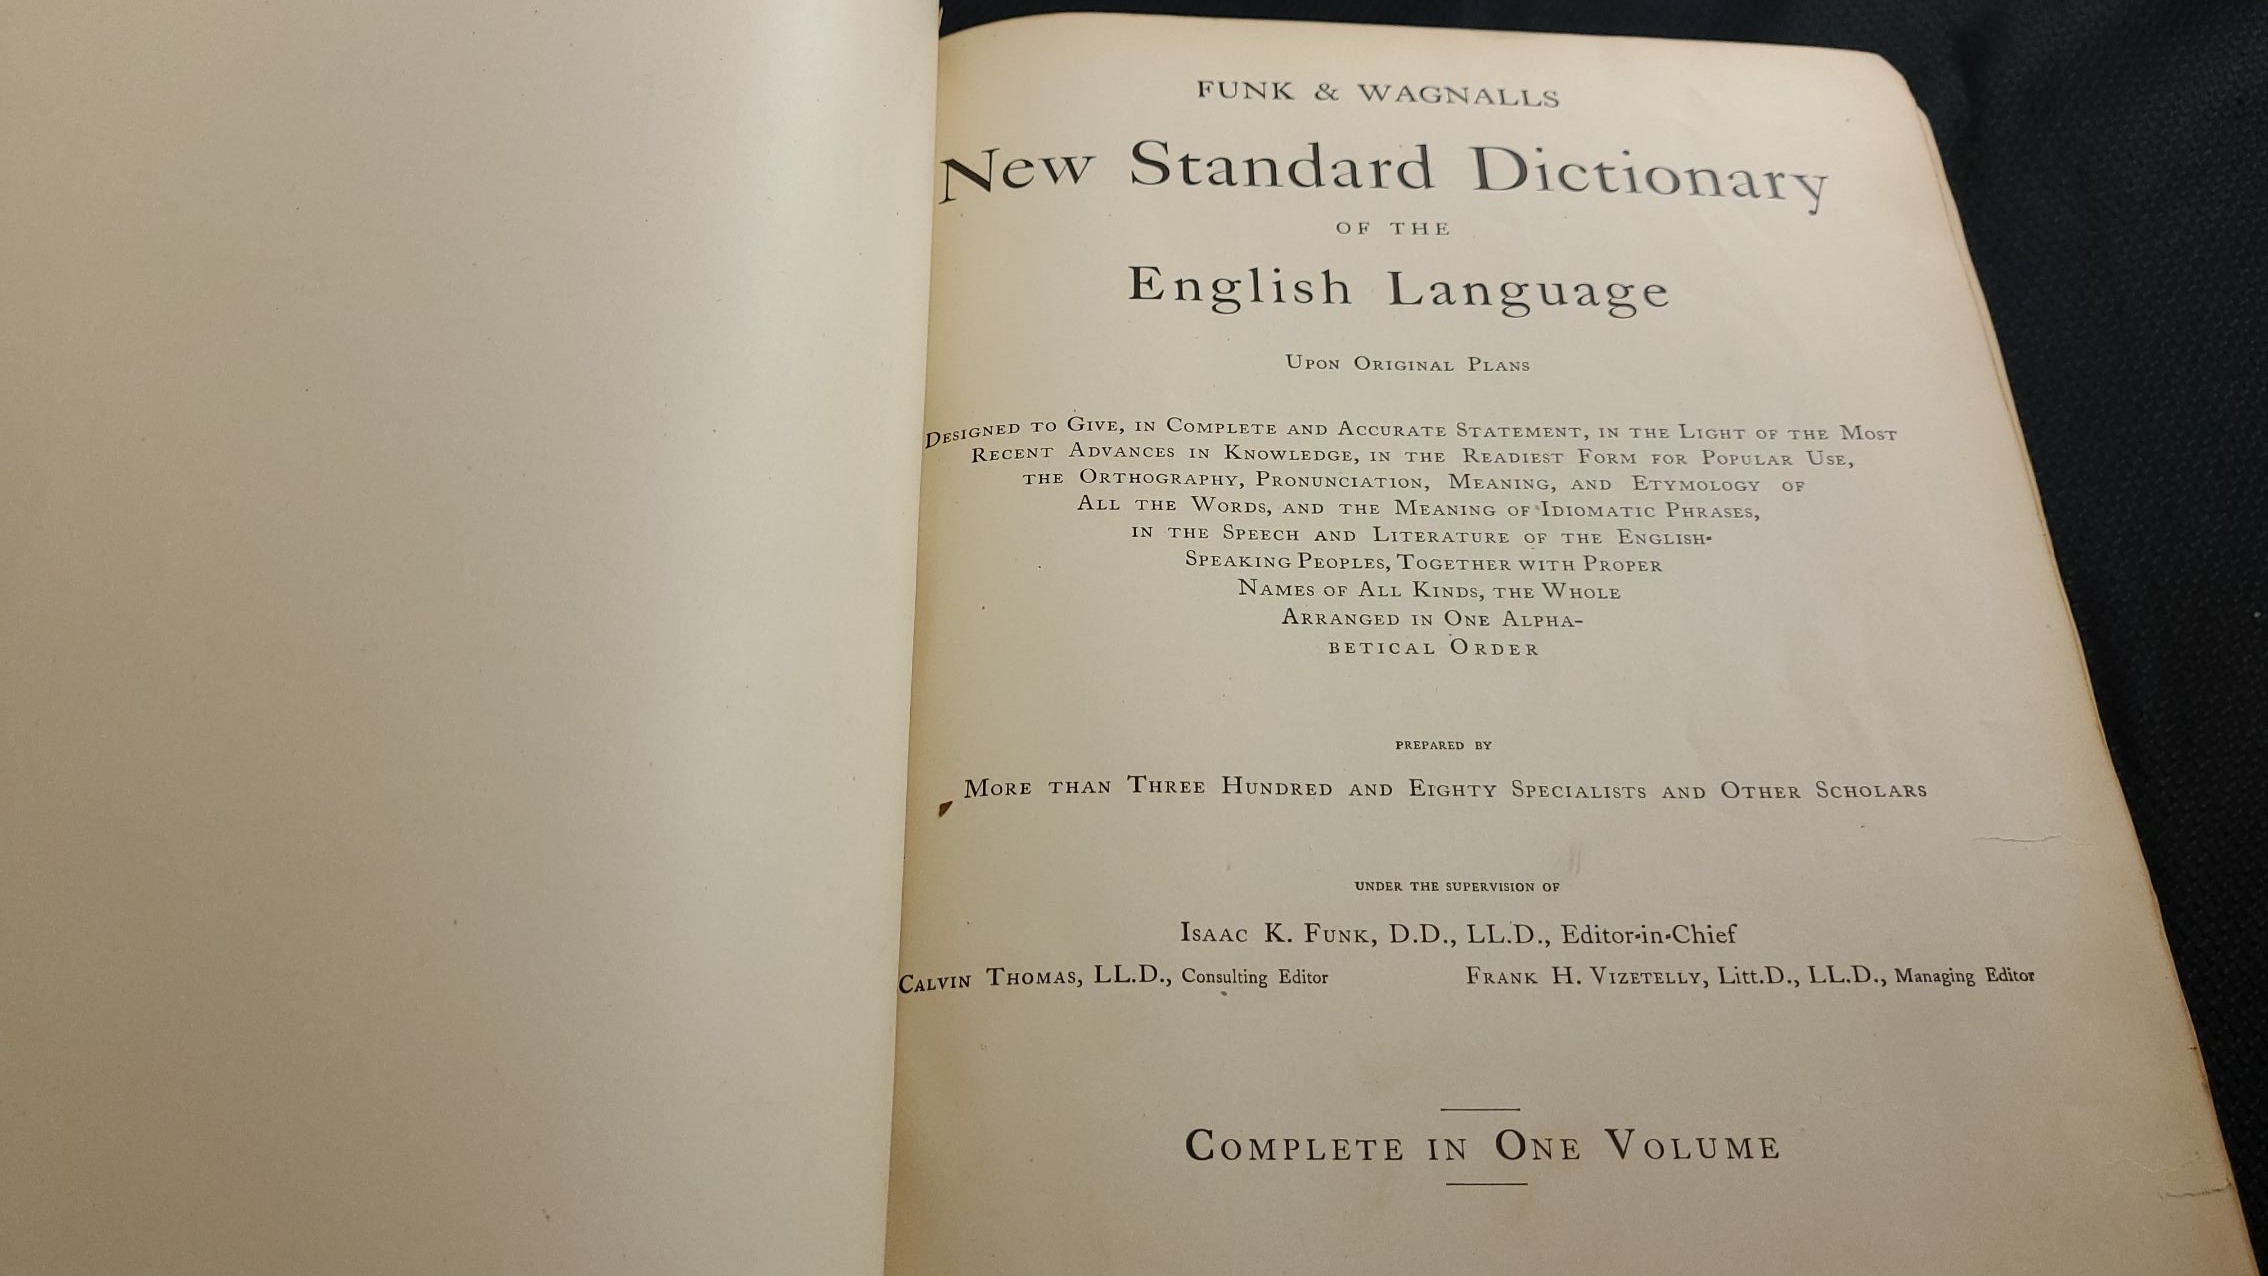 FUNK & WAGNALLS
New Standard Dictionary
OF THE
English Language
UPON ORIGINAL PLANS
DESIGNED TO GIVE, IN COMPLETE AND ACCURATE STATEMENT, IN THE LIGHT OF THE MOST
RECENT ADVANCES IN KNOWLEDGE, IN THE READIEST FORM FOR POPULAR USE,
THE ORTHOGRAPHY, PRONUNCIATION, MEANING, AND ETYMOLOGY OF
ALL THE WORDS, AND THE MEANING OF IDIOMATIC PHRASES,
IN THE SPEECH AND LITERATURE OF THE ENGLISH-
SPEAKING PEOPLES, TOGETHER WITH PROPER
NAMES OF ALL KINDS, THE WHOLE
ARRANGED IN ONE ALPHA-
BETICAL ORDER
PREPARED BY
MORE THAN THREE HUNDRED AND EIGHTY SPECIALISTS AND OTHER SCHOLARS
UNDER THE SUPERVISION OF
ISAAC K. FUNK, D.D., LL.D., Editor-in-Chief
CALVIN THOMAS, LL.D., Consulting Editor FRANK H. VIZETELLY, Litt.D., LL.D., Managing Editor
COMPLETE IN ONE VOLUME